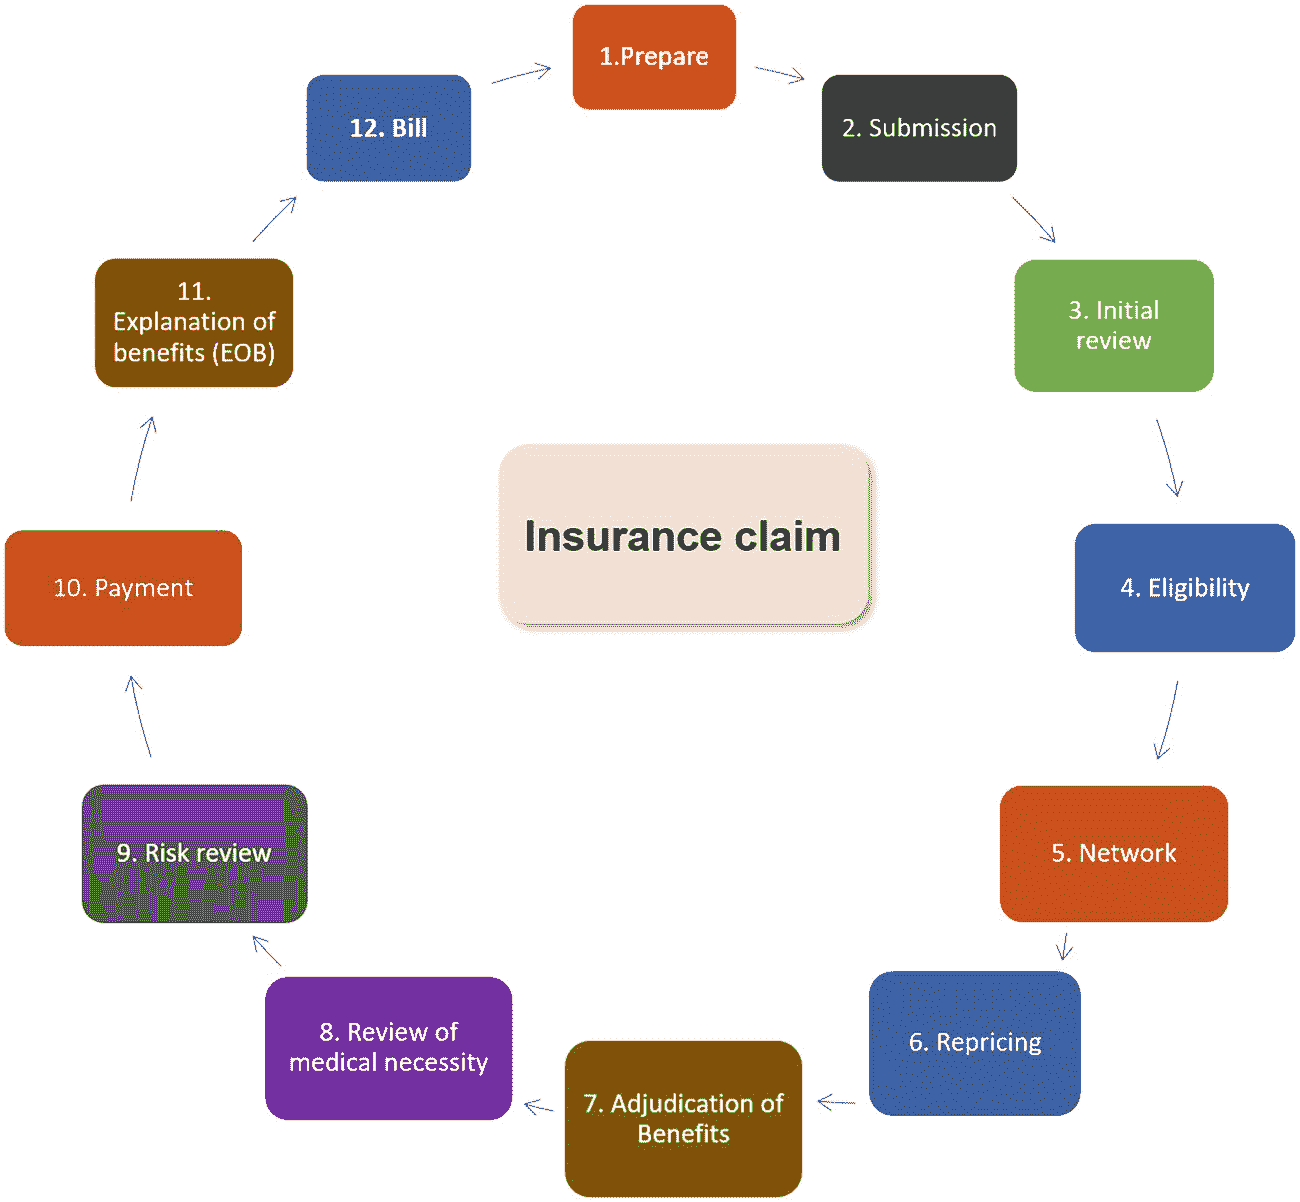 1.Prepare
2. Submission
3. Initial
review
4. Eligibility
5. Network
6. Repricing
7. Adjudication of
Benefits
8. Review of
medical necessity
9. Risk review
10. Payment
11.
Explanation of
benefits (EOB)
12. Bill
Insurance claim